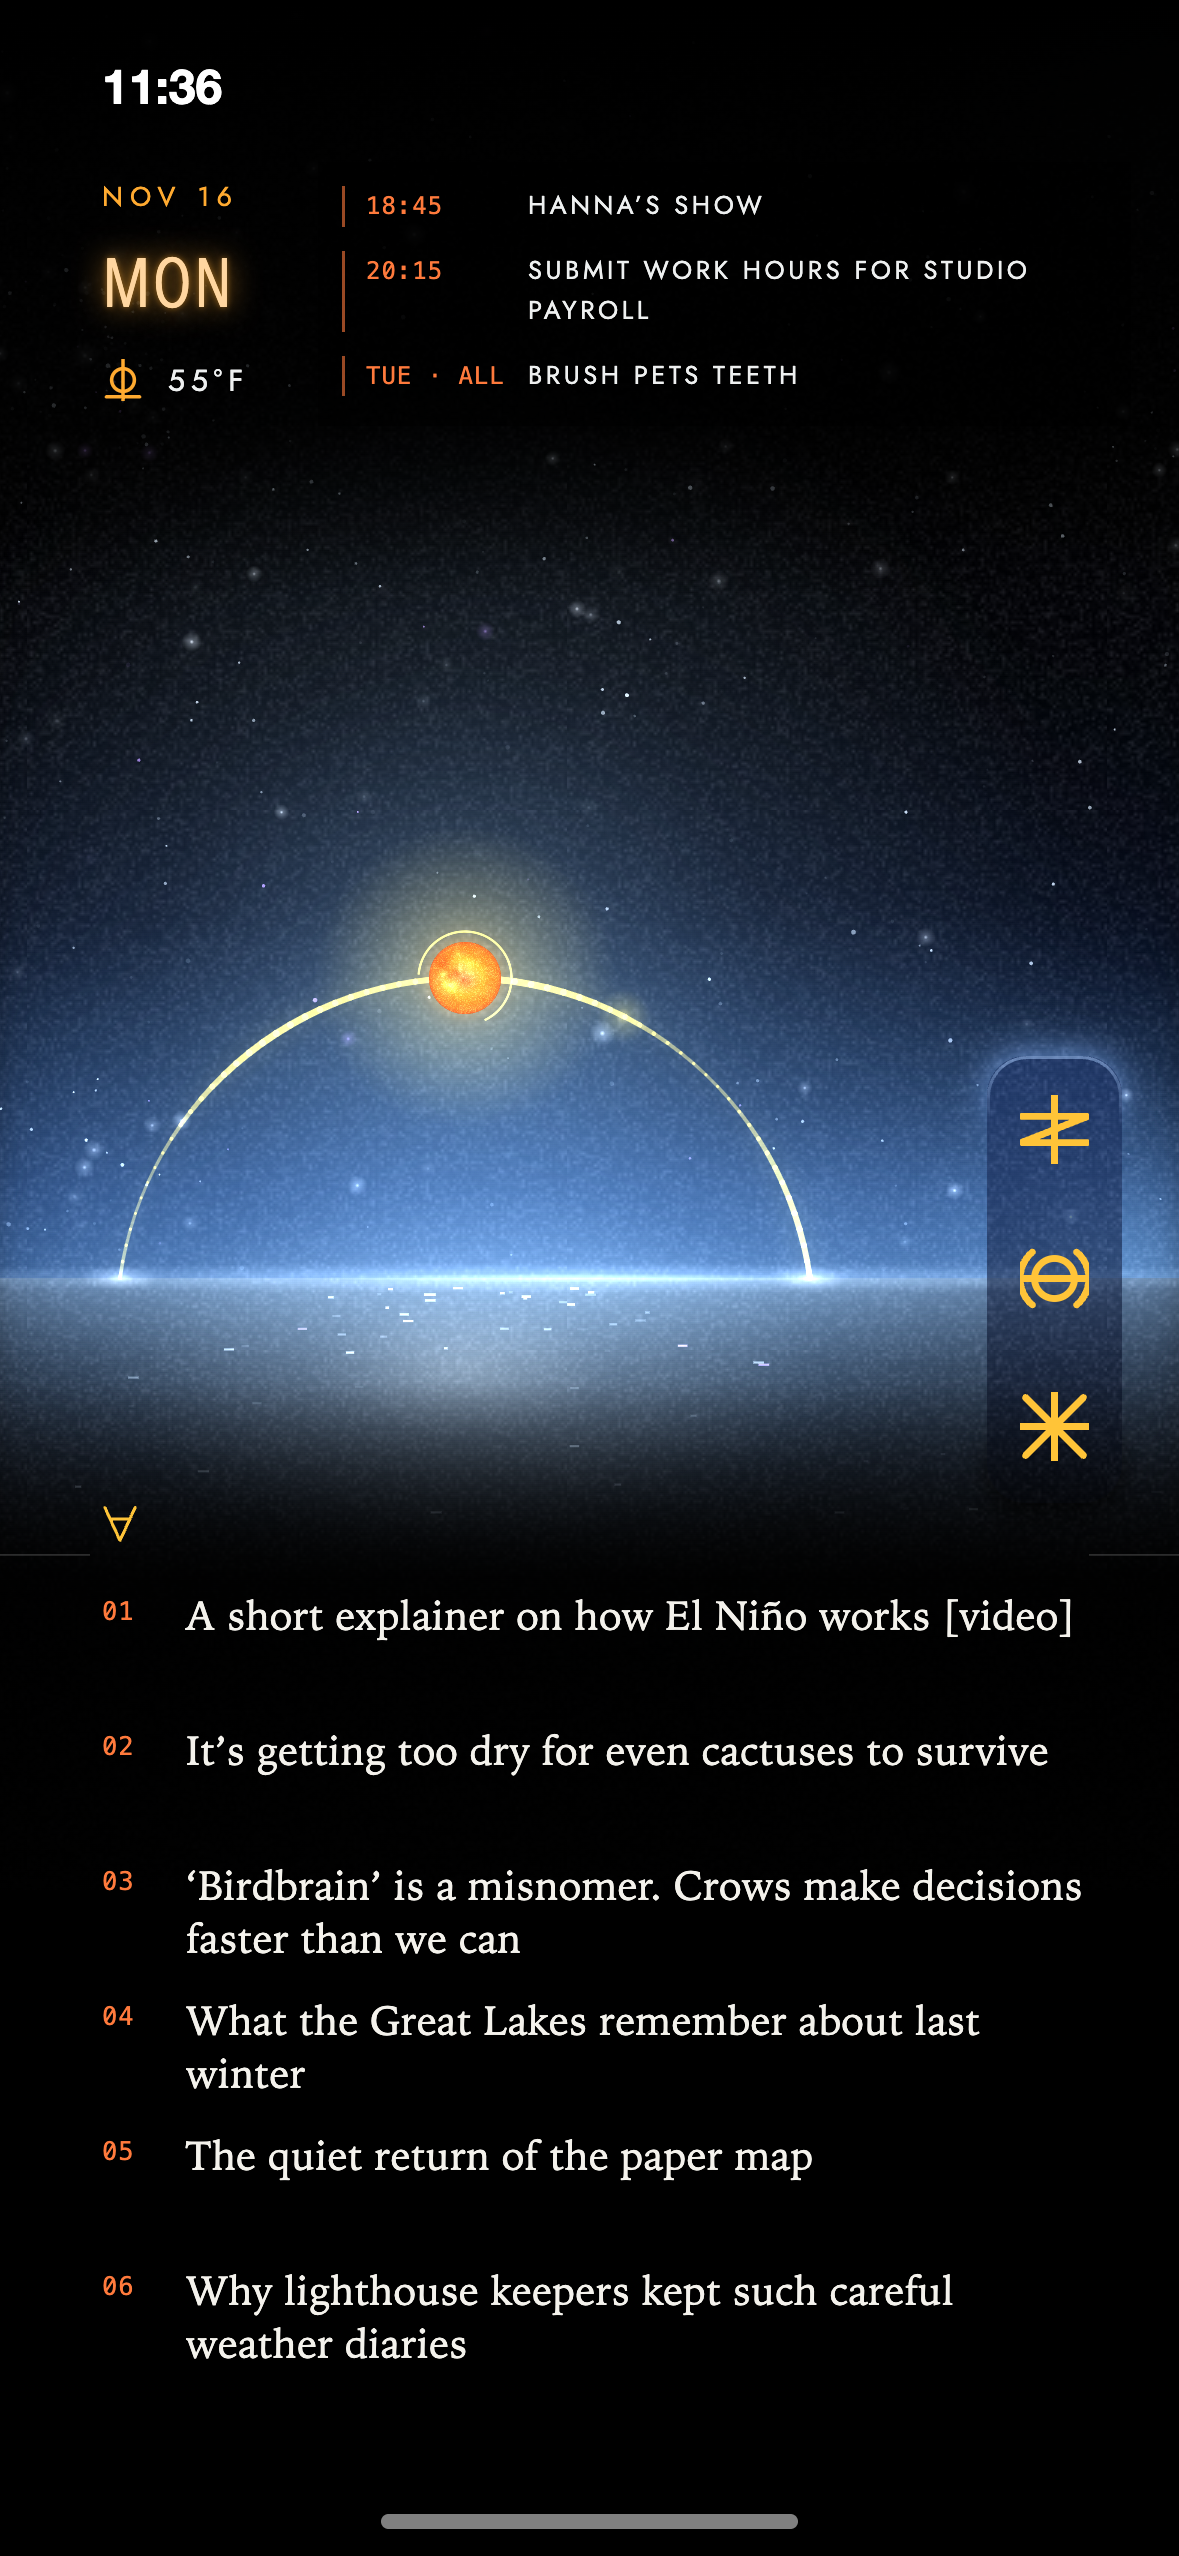 11:36
NOV 16
MON
55°F
18:45 HANNA’S SHOW
20:15 SUBMIT WORK HOURS FOR STUDIO
PAYROLL
TUE · ALL BRUSH PETS TEETH
01 A short explainer on how El Niño works [video]
02 It’s getting too dry for even cactuses to survive
03 ‘Birdbrain’ is a misnomer. Crows make decisions
faster than we can
04 What the Great Lakes remember about last
winter
05 The quiet return of the paper map
06 Why lighthouse keepers kept such careful
weather diaries